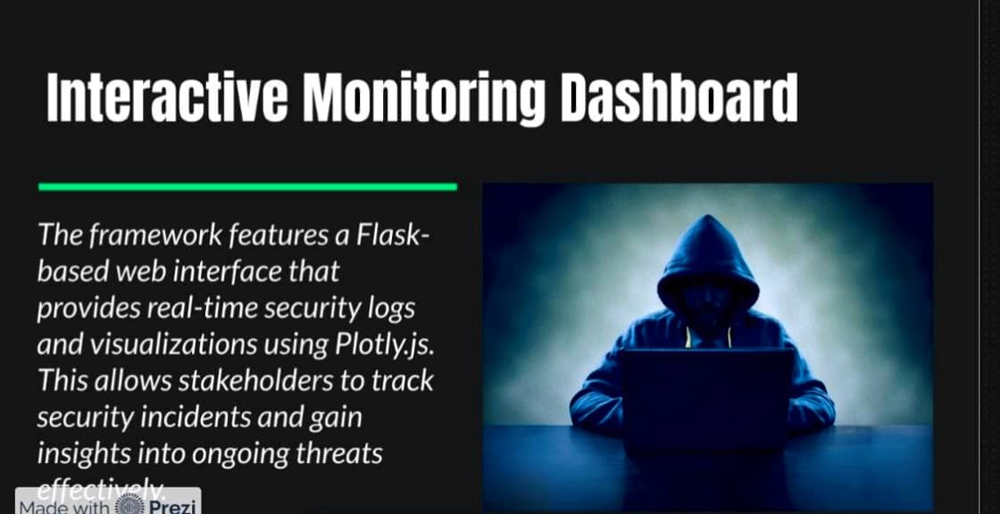 Interactive Monitoring Dashboard
The framework features a Flask-
based web interface that
provides real-time security logs
and visualizations using Plotly.js.
This allows stakeholders to track
security incidents and gain
insights into ongoing threats
effectively.
Made with Prezi